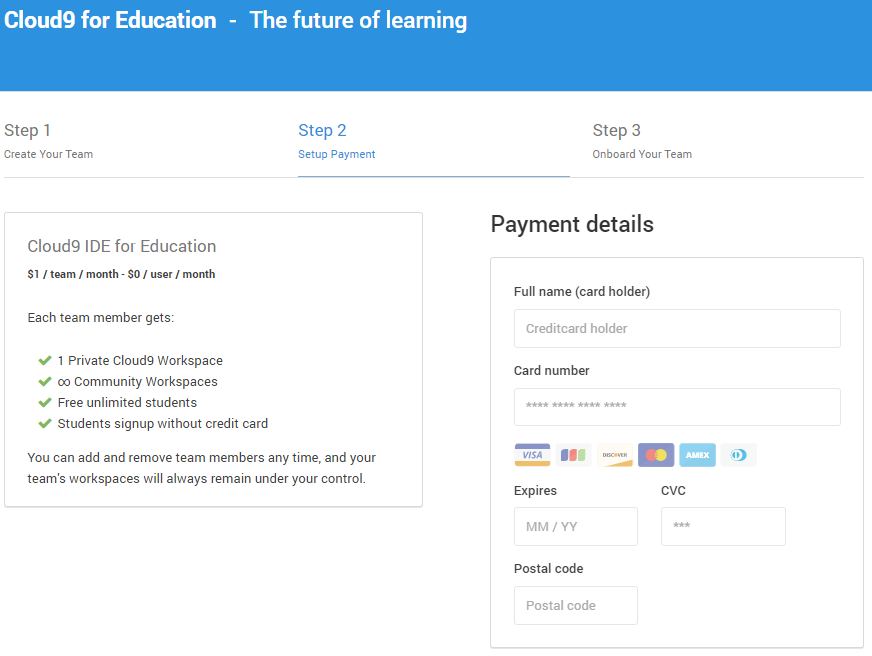 Cloud9 for Education - The future of learning
Step 1
Create Your Team
Step 2
Setup Payment
Step 3
Onboard Your Team
Cloud9 IDE for Education
$1 / team / month - $0 / user / month
Each team member gets:
1 Private Cloud9 Workspace
∞ Community Workspaces
Free unlimited students
Students signup without credit card
You can add and remove team members any time, and your
team's workspaces will always remain under your control.
Payment details
Full name (card holder)
Creditcard holder
Card number
**** **** **** ****
VISA JCB DISCOVER AMEX
Expires
MM / YY
CVC
***
Postal code
Postal code